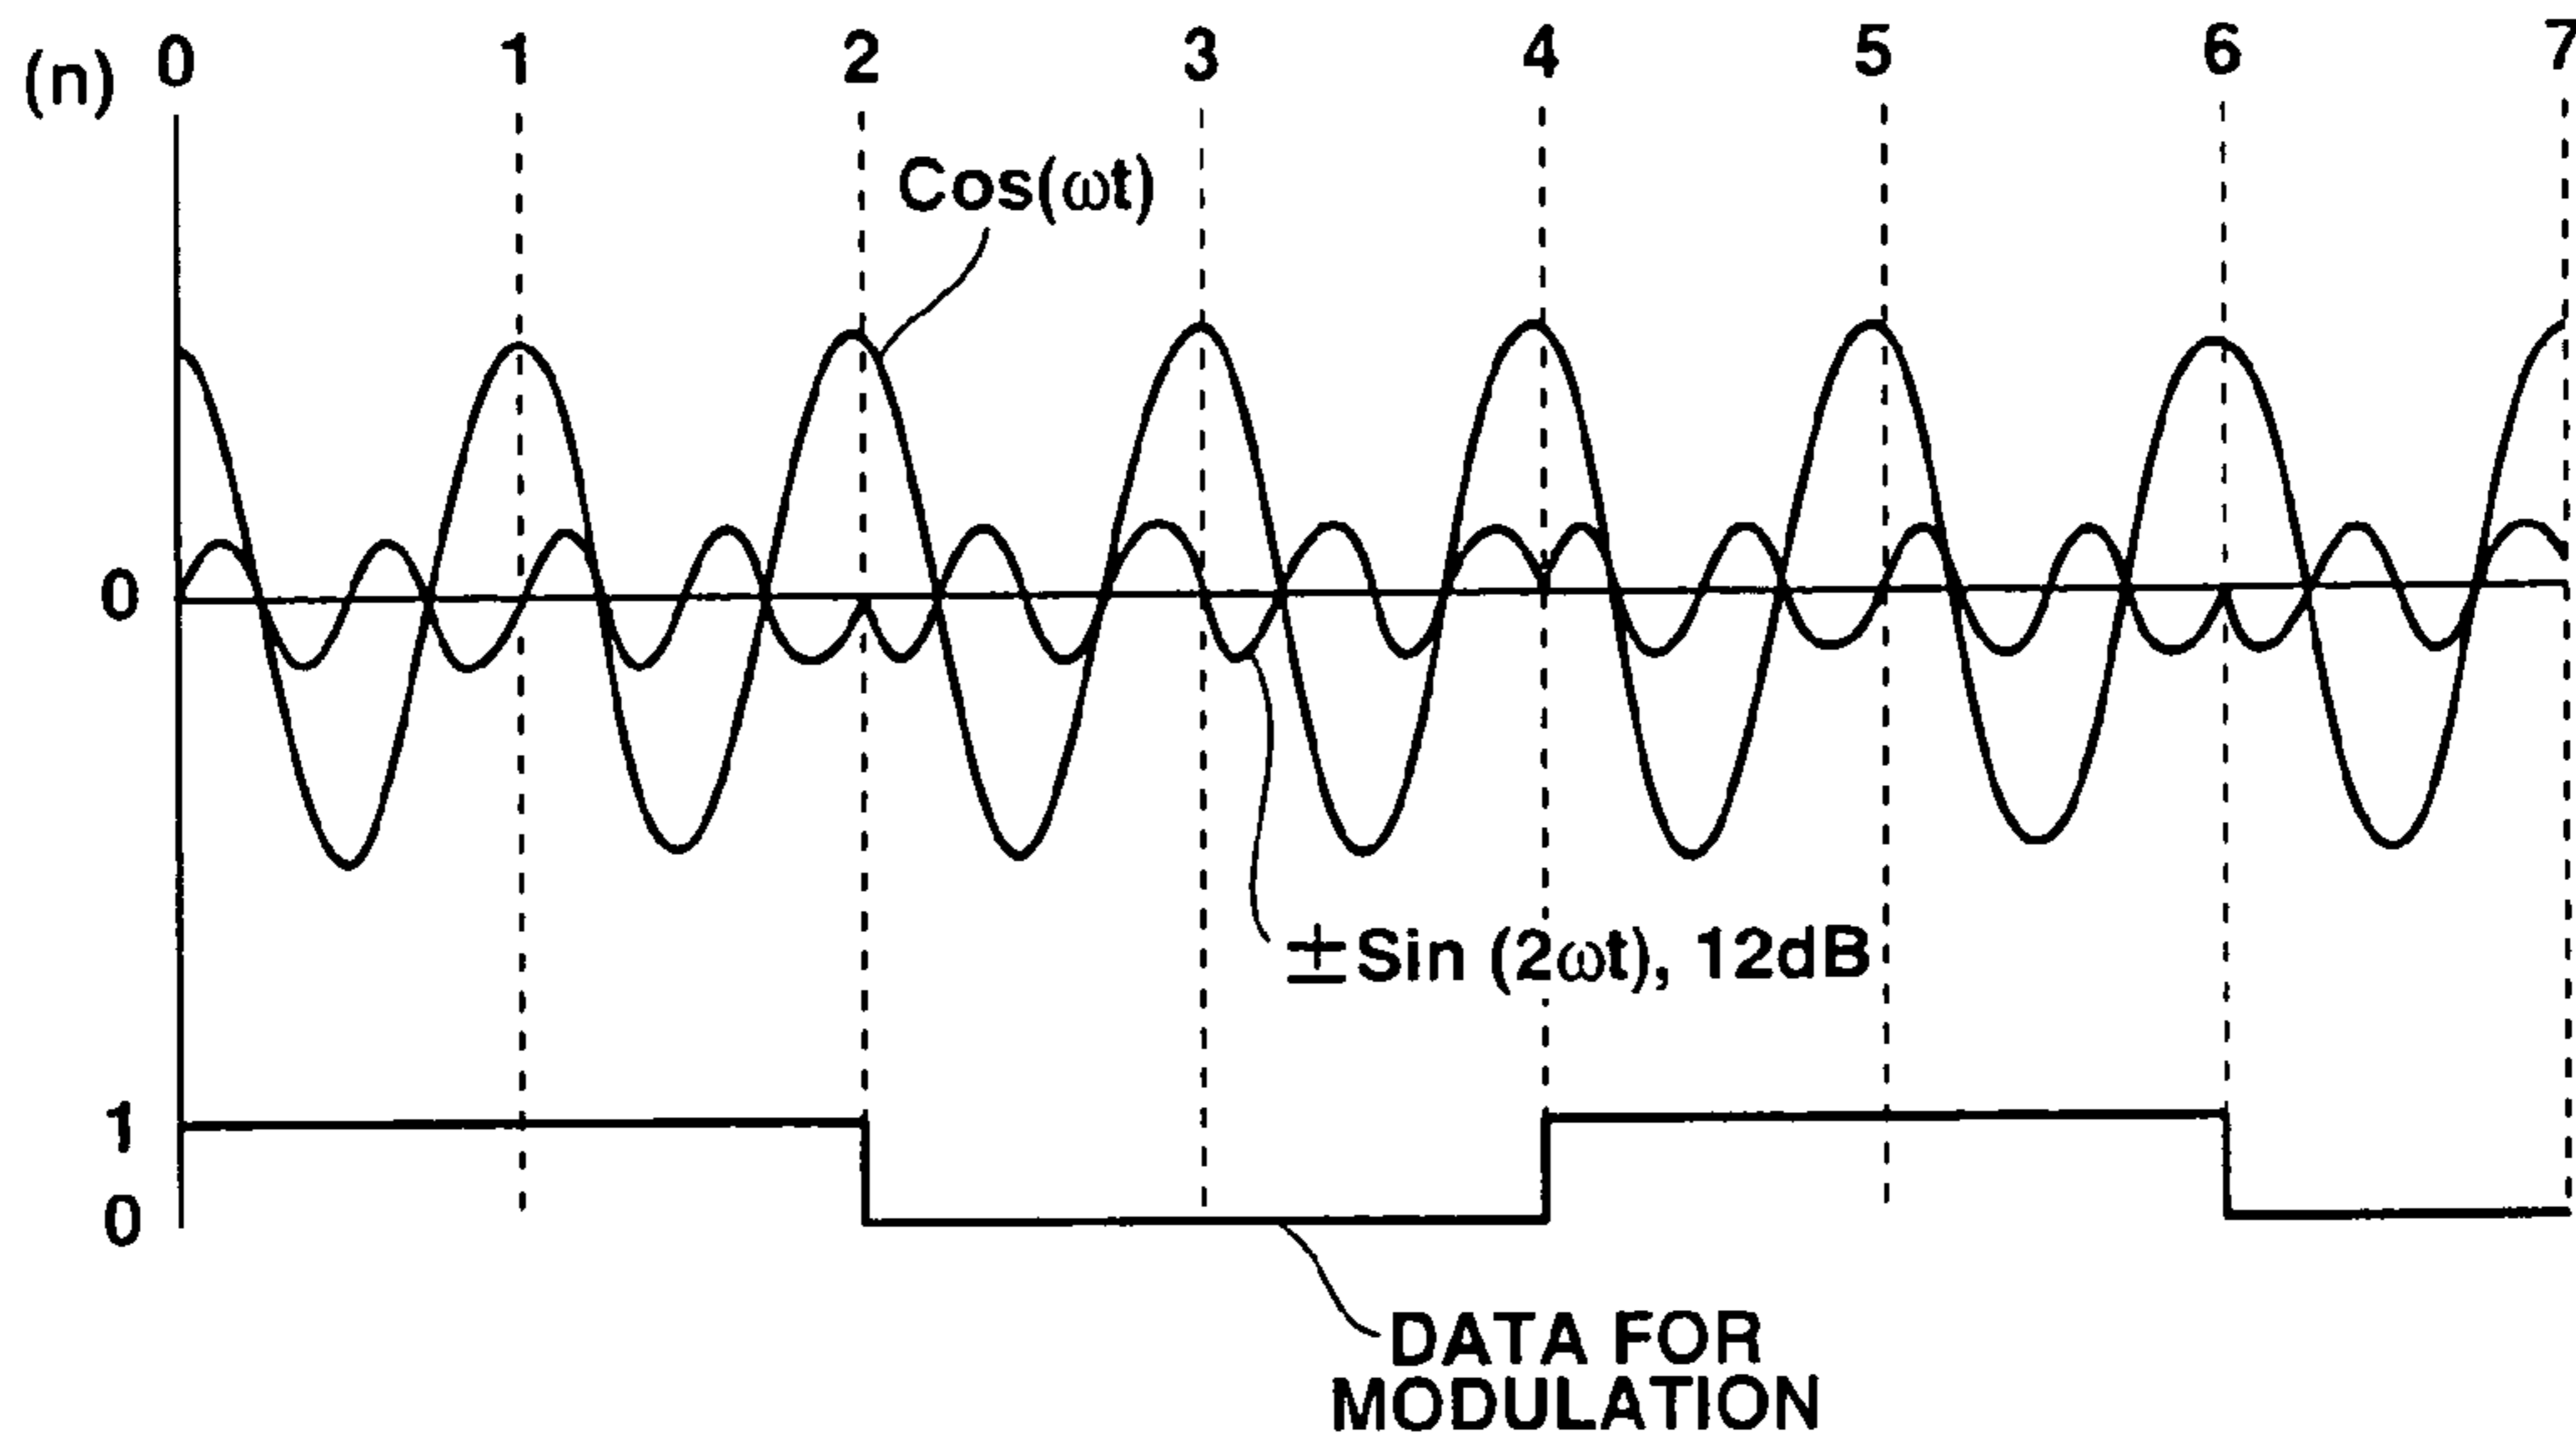 (n) 0 1 2 3 4 5 6 7
Cos(ωt)
0
±Sin (2ωt), 12dB
1
0
DATA FOR
MODULATION